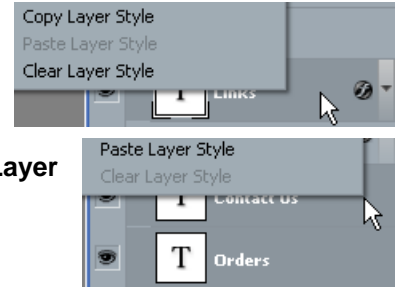 Copy Layer Style
Paste Layer Style
Clear Layer Style
T Links
Layer
Paste Layer Style
Clear Layer Style
T Contact Us
T Orders